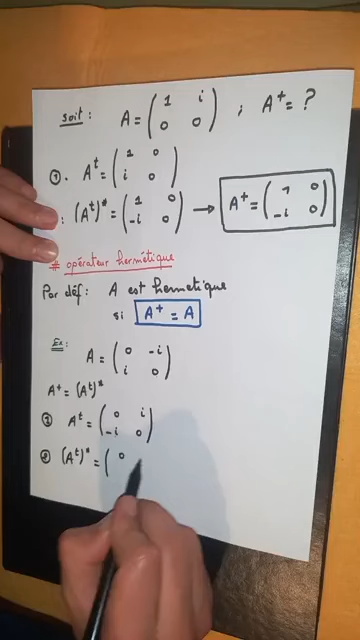 soit : A = ( 1 i ; 0 0 ) ; A⁺ = ?
①. Aᵗ = ( 1 0 ; i 0 )
: (Aᵗ)* = ( 1 0 ; -i 0 ) → A⁺ = ( 1 0 ; -i 0 )
# opérateur hermétique
Par déf : A est hermétique
si A⁺ = A
Ex :
A = ( 0 -i ; i 0 )
A⁺ = (Aᵗ)*
① Aᵗ = ( 0 i ; -i 0 )
② (Aᵗ)* = ( 0